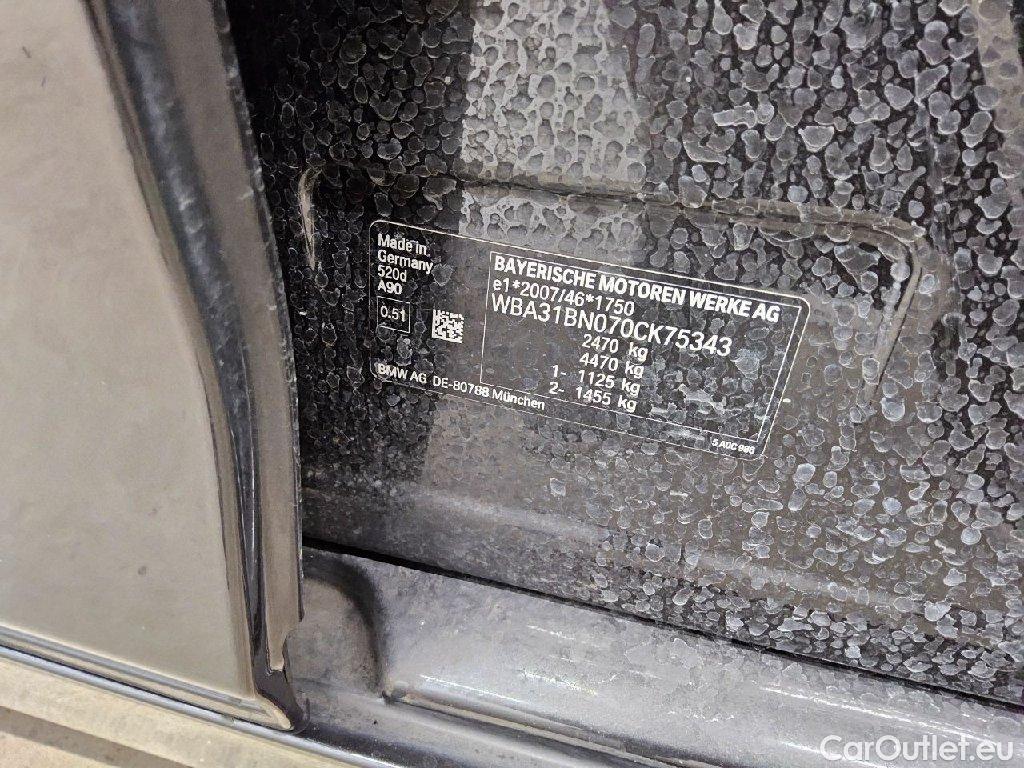 Made in
Germany
520d
A90
0.51
BMW AG DE-80788 München
BAYERISCHE MOTOREN WERKE AG
e1*2007/46*1750
WBA31BN070CK75343
2470 kg
4470 kg
1- 1125 kg
2- 1455 kg
CarOutlet.eu